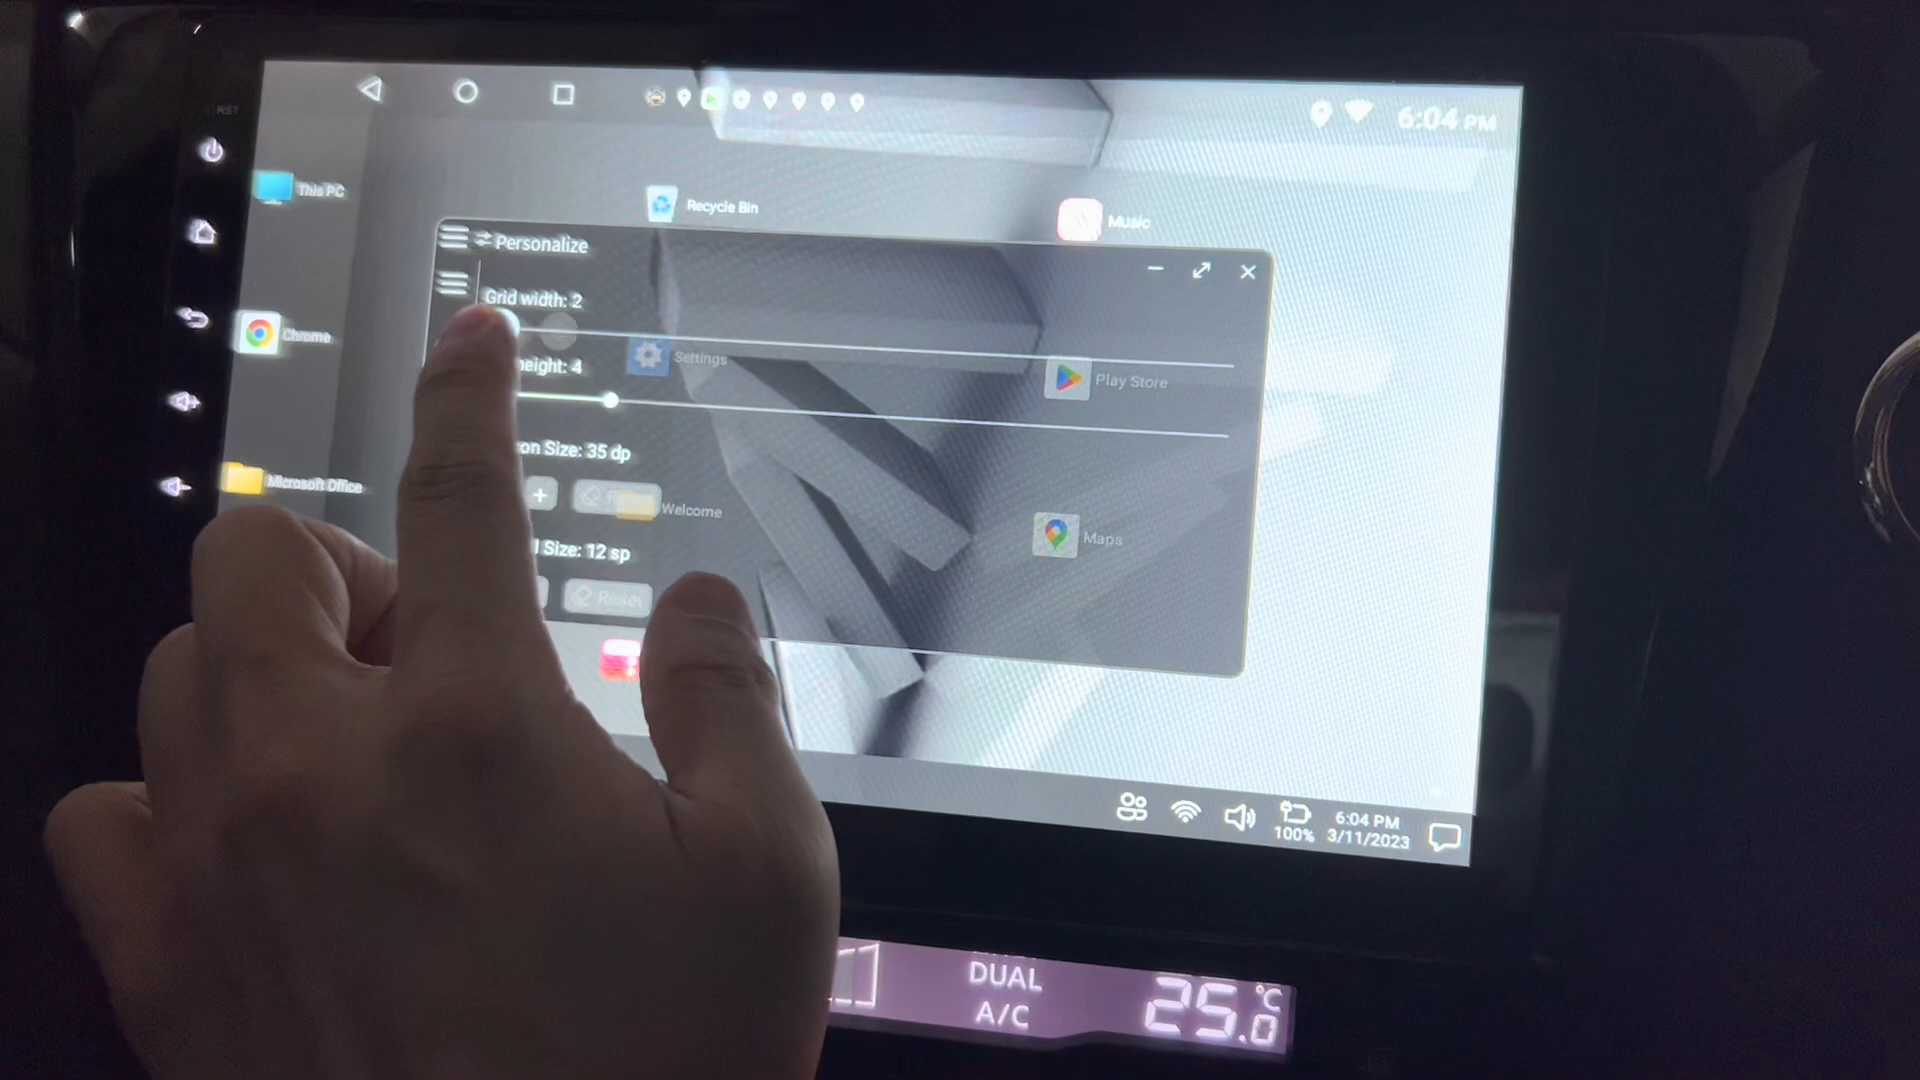 RST
6:04 PM
This PC
Recycle Bin
Music
Personalize
Grid width: 2
Chrome
height: 4
Settings
Play Store
on Size: 35 dp
Microsoft Office
+
Welcome
Maps
l Size: 12 sp
Reset
100%
6:04 PM
3/11/2023
DUAL
A/C
25.0 °C